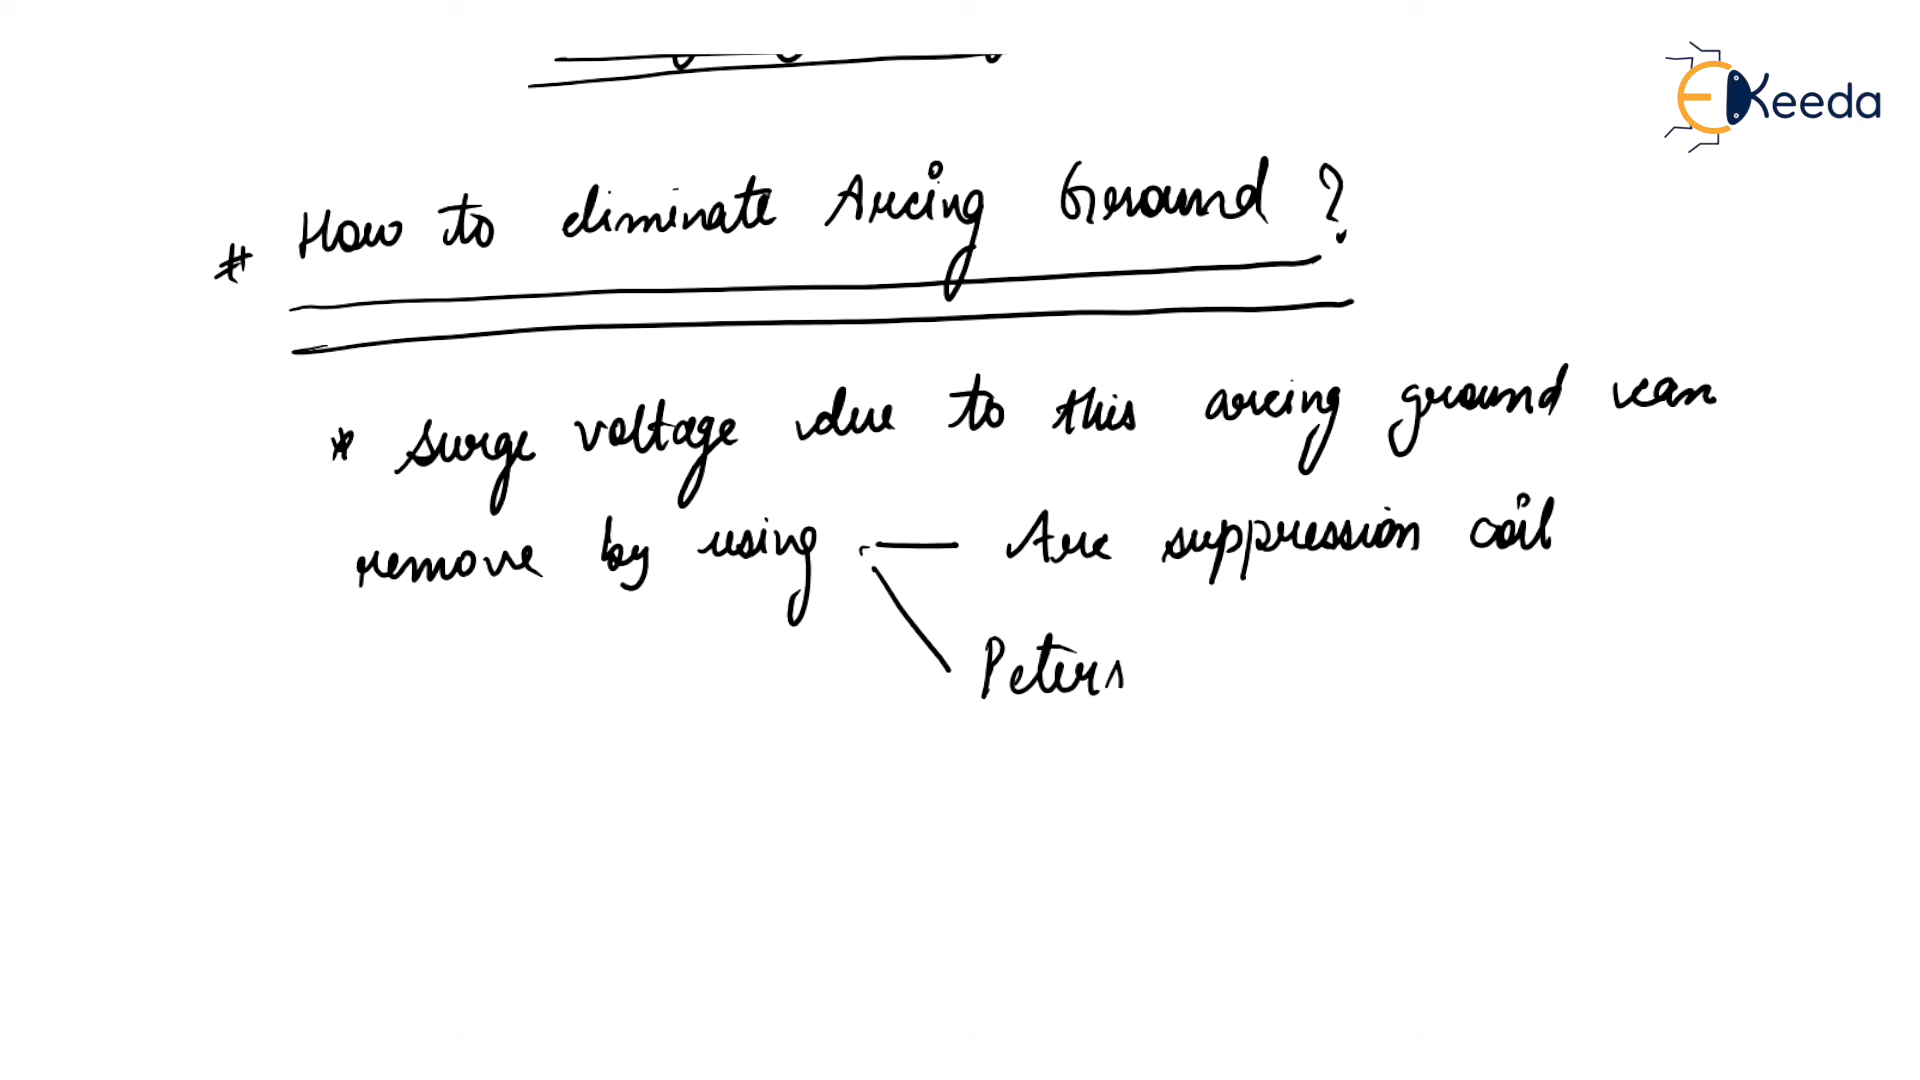 EKeeda
# How to eliminate Arcing Ground ?
* surge voltage due to this arcing ground can
remove by using — Arc suppression coil
Peters